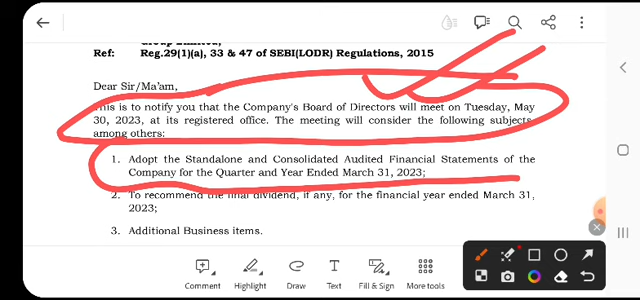 Group Limited,
Ref: Reg.29(1)(a), 33 & 47 of SEBI(LODR) Regulations, 2015
Dear Sir/Ma'am,
This is to notify you that the Company's Board of Directors will meet on Tuesday, May
30, 2023, at its registered office. The meeting will consider the following subjects
among others:
1. Adopt the Standalone and Consolidated Audited Financial Statements of the
Company for the Quarter and Year Ended March 31, 2023;
2. To recommend the final dividend, if any, for the financial year ended March 31,
2023;
3. Additional Business items.
Comment Highlight Draw Text Fill & Sign More tools